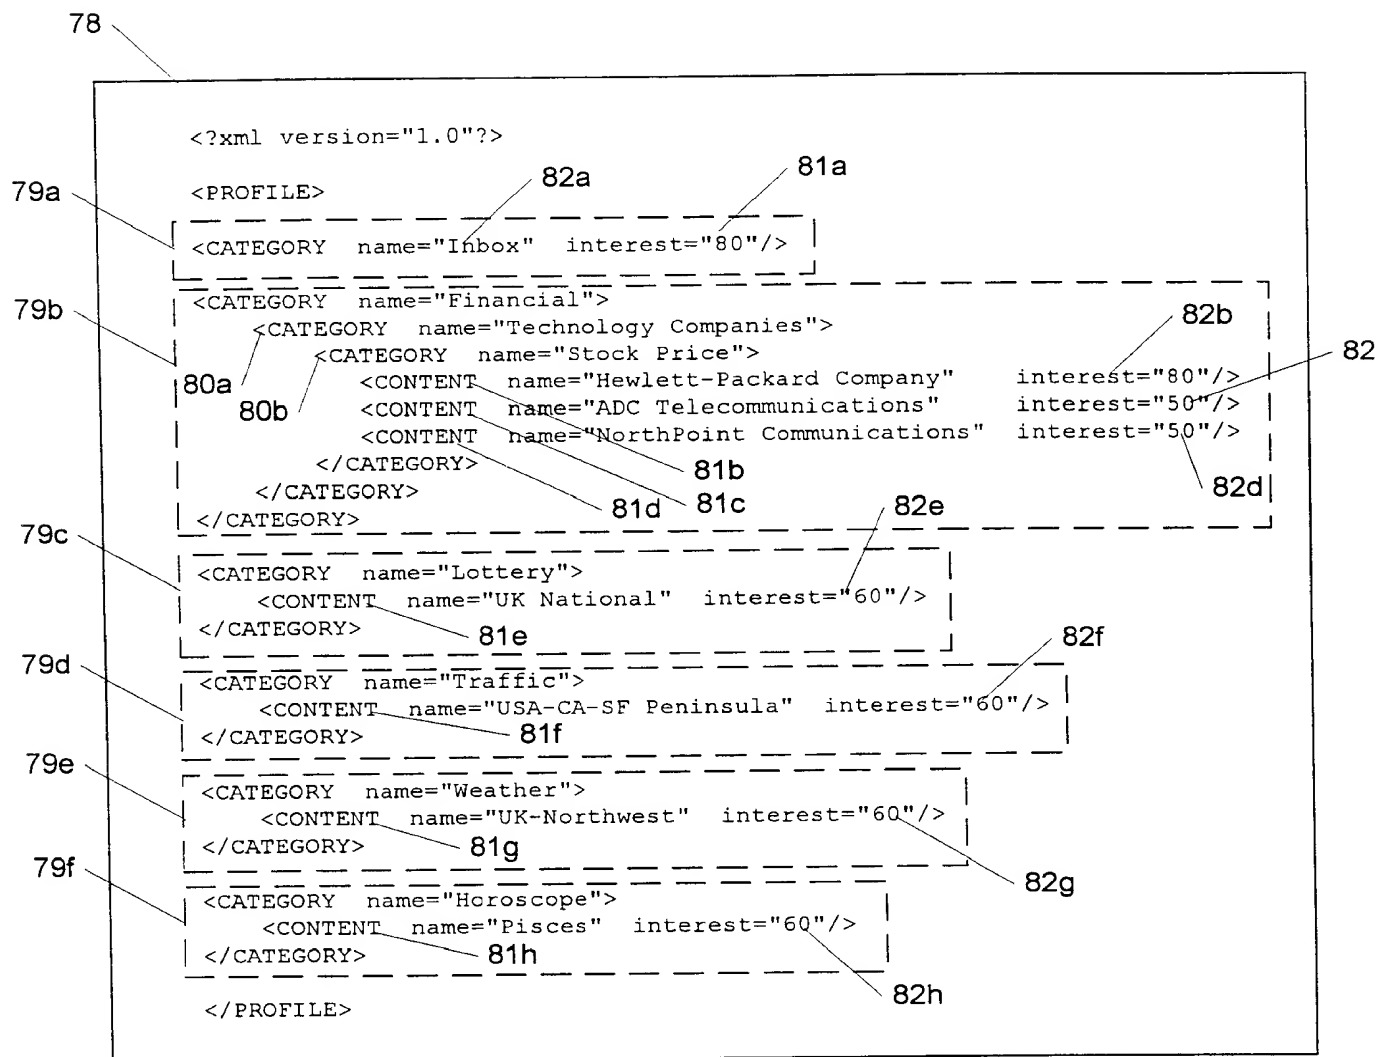 78
<?xml version="1.0"?>
81a
79a
82a
<PROFILE>
<CATEGORY name="Inbox" interest="80"/>
79b
<CATEGORY name="Financial">
82b
<CATEGORY name="Technology Companies">
82
<CATEGORY name="Stock Price">
80a
<CONTENT name="Hewlett-Packard Company" interest="80"/>
80b
<CONTENT name="ADC Telecommunications" interest="50"/>
<CONTENT name="NorthPoint Communications" interest="50"/>
</CATEGORY>
81b
</CATEGORY>
81d
81c
82d
82e
</CATEGORY>
79c
<CATEGORY name="Lottery">
<CONTENT name="UK National" interest="60"/>
</CATEGORY>
81e
82f
79d
<CATEGORY name="Traffic">
<CONTENT name="USA-CA-SF Peninsula" interest="60"/>
</CATEGORY>
81f
79e
<CATEGORY name="Weather">
<CONTENT name="UK-Northwest" interest="60"/>
</CATEGORY>
81g
79f
82g
<CATEGORY name="Horoscope">
<CONTENT name="Pisces" interest="60"/>
</CATEGORY>
81h
82h
</PROFILE>